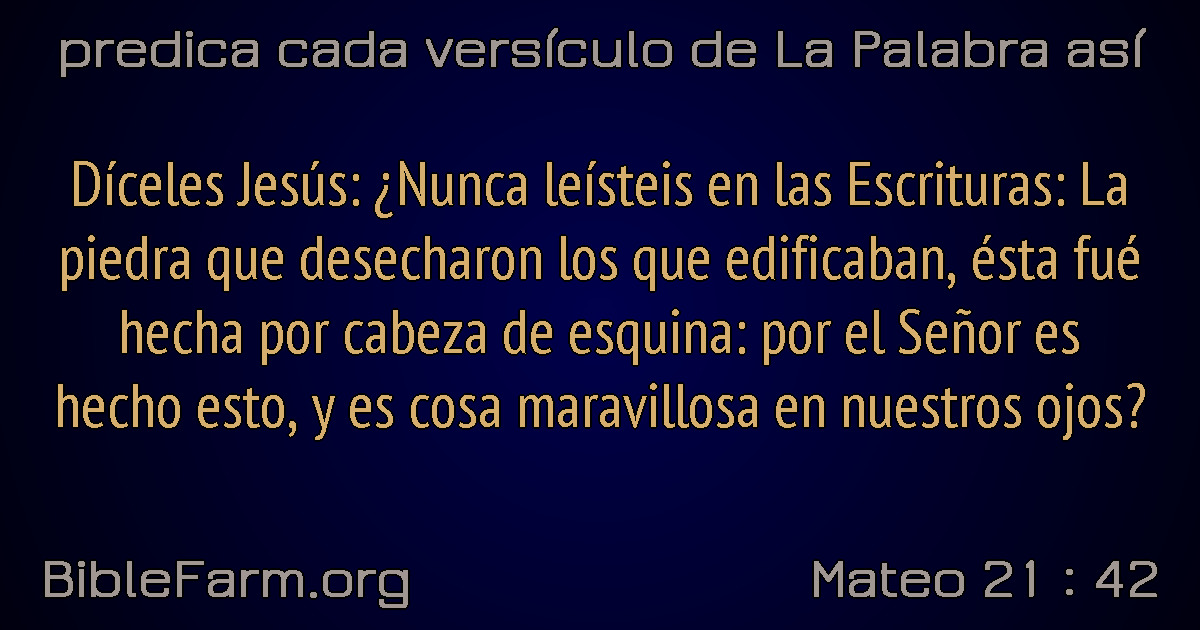 predica cada versículo de La Palabra así
Díceles Jesús: ¿Nunca leísteis en las Escrituras: La
piedra que desecharon los que edificaban, ésta fué
hecha por cabeza de esquina: por el Señor es
hecho esto, y es cosa maravillosa en nuestros ojos?
BibleFarm.org
Mateo 21 : 42